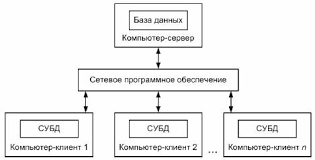 База данных
Компьютер-сервер
Сетевое программное обеспечение
СУБД
Компьютер-клиент 1
СУБД
Компьютер-клиент 2
...
СУБД
Компьютер-клиент n